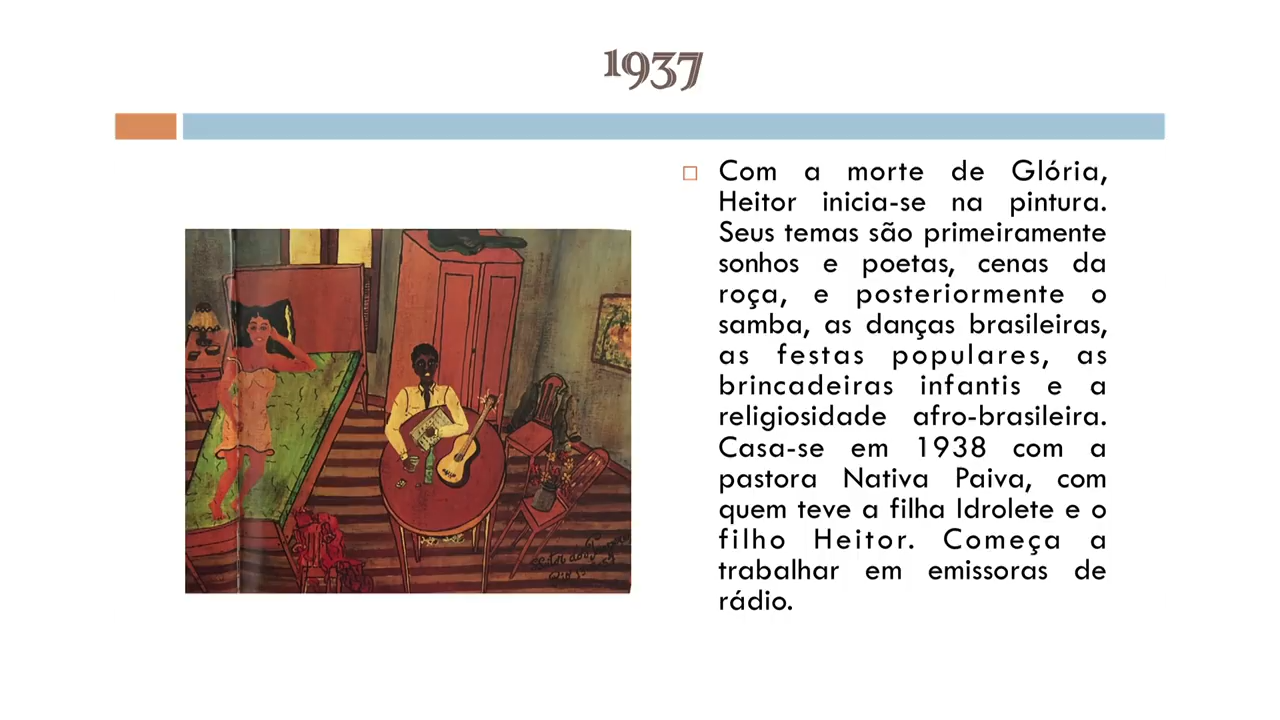 1937
Com a morte de Glória,
Heitor inicia-se na pintura.
Seus temas são primeiramente
sonhos e poetas, cenas da
roça, e posteriormente o
samba, as danças brasileiras,
as festas populares, as
brincadeiras infantis e a
religiosidade afro-brasileira.
Casa-se em 1938 com a
pastora Nativa Paiva, com
quem teve a filha Idrolete e o
filho Heitor. Começa a
trabalhar em emissoras de
rádio.